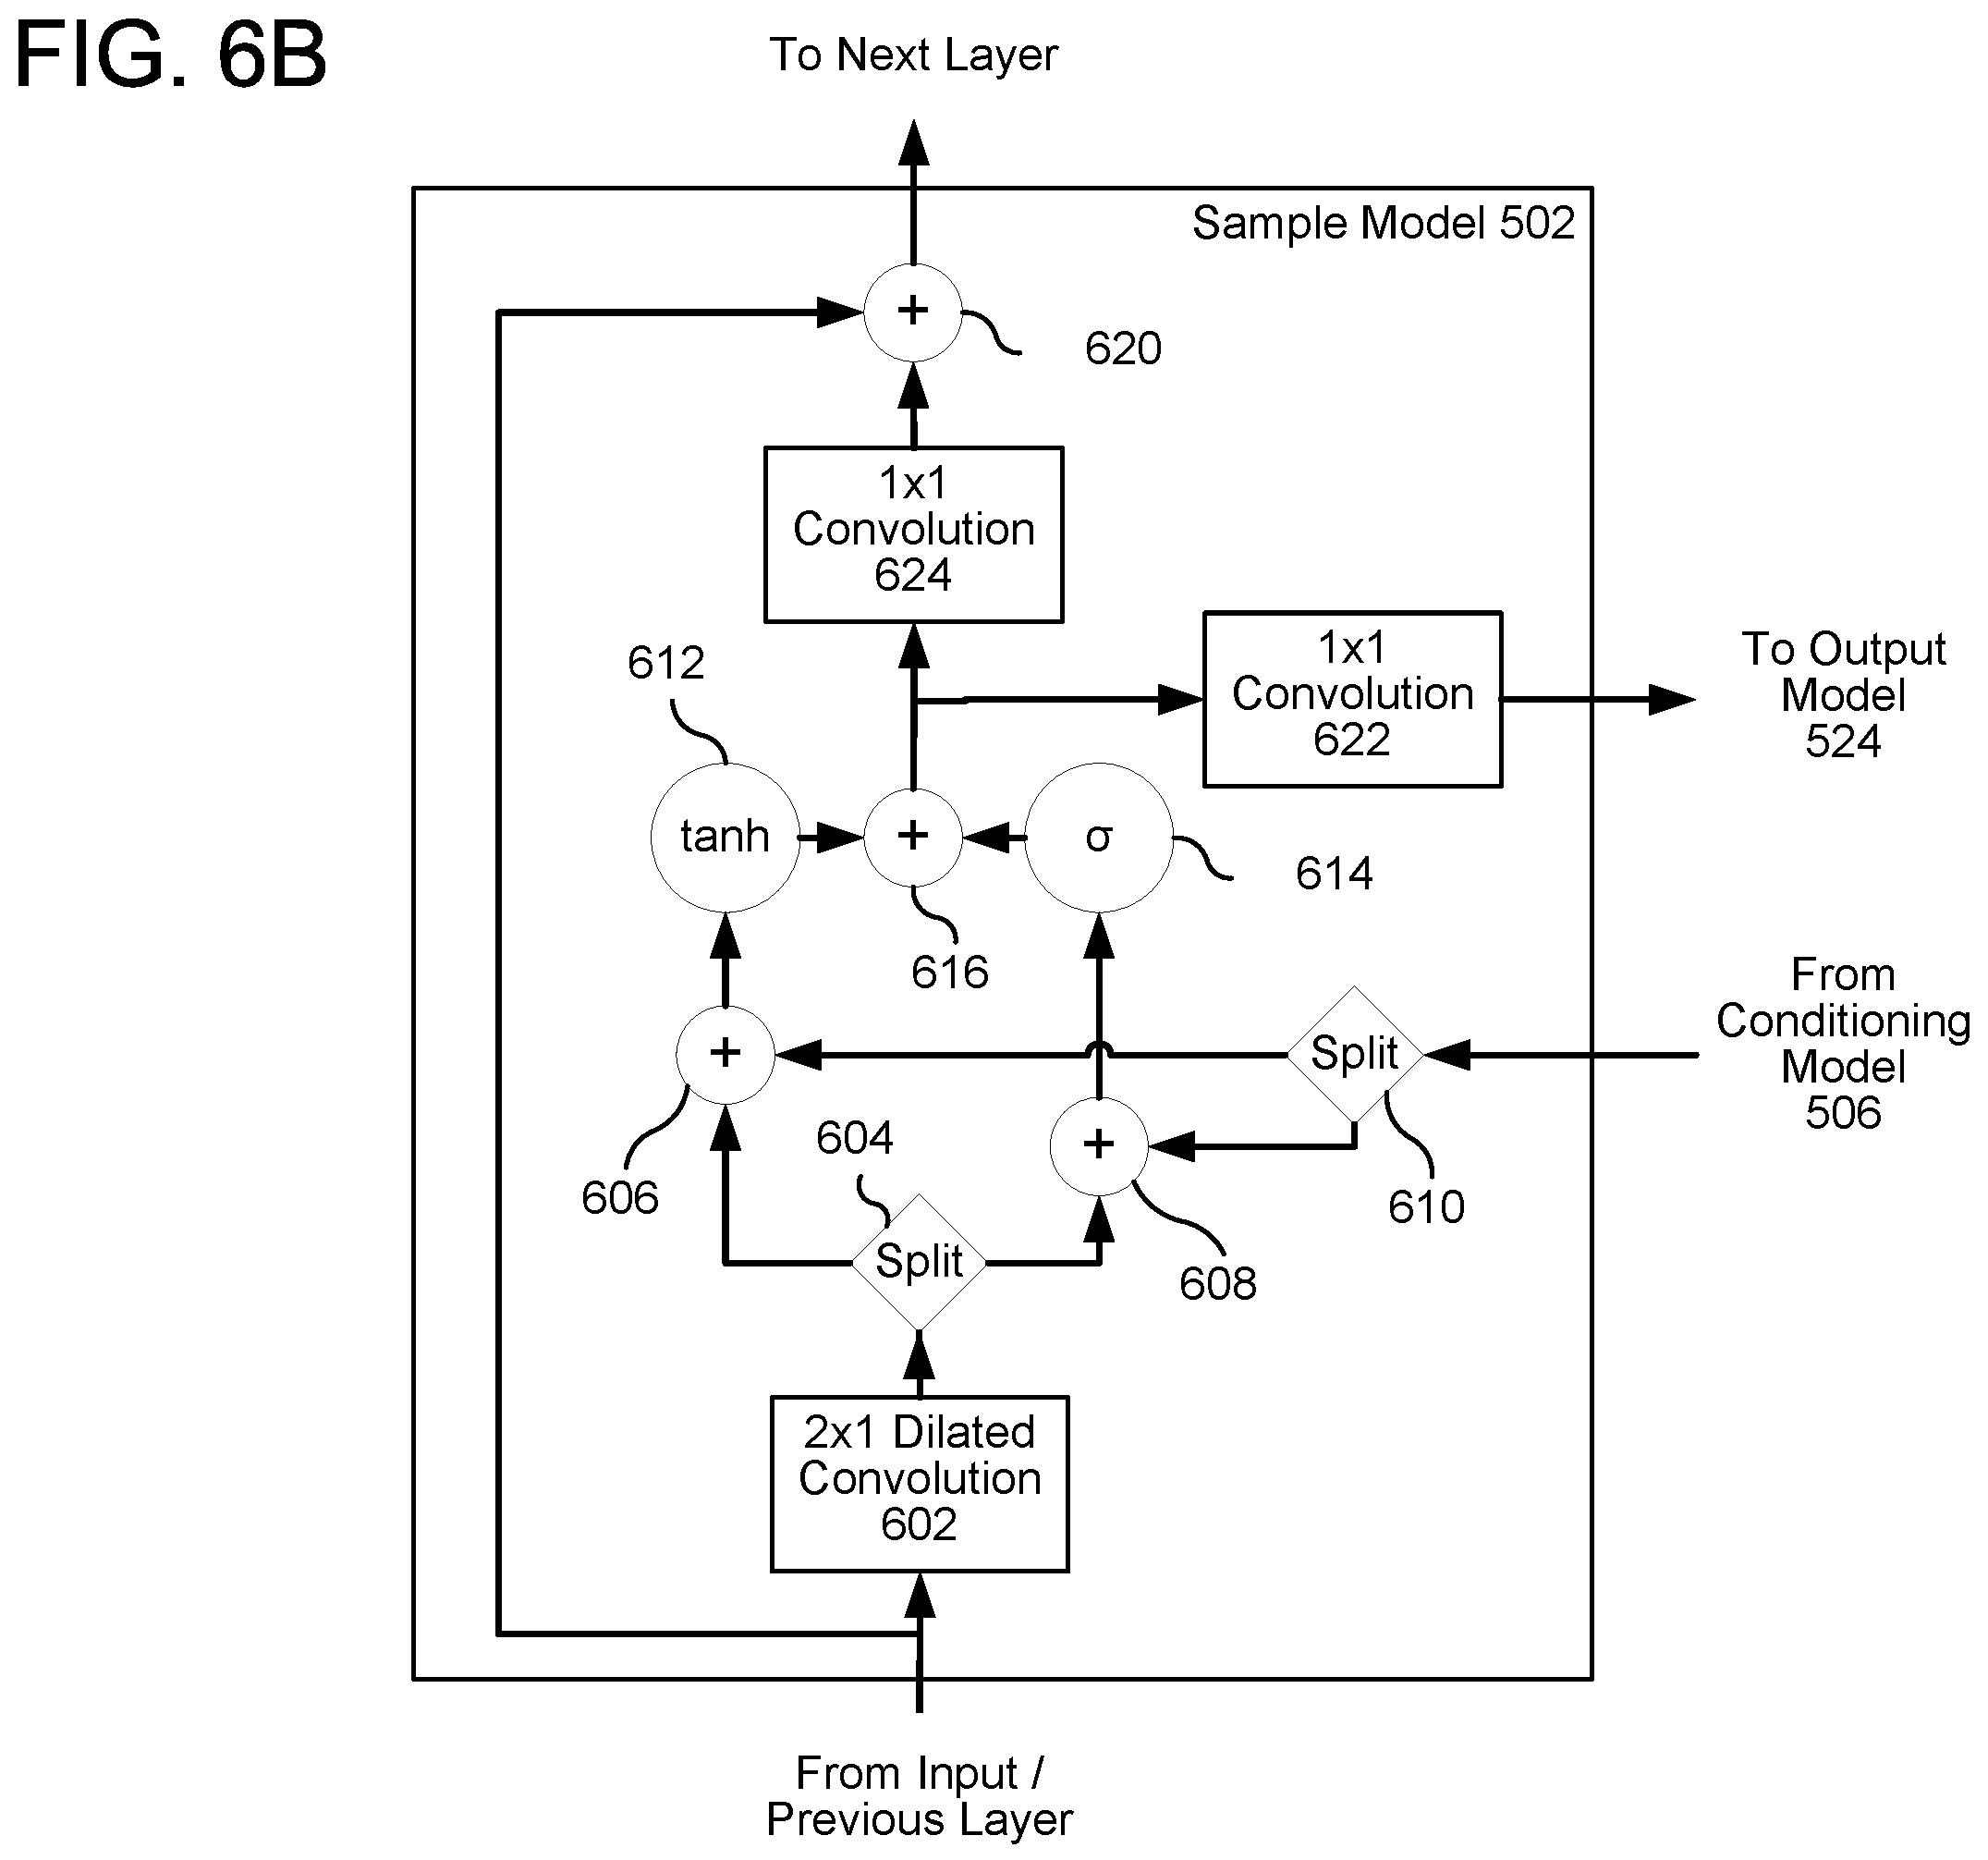 FIG. 6B
To Next Layer
Sample Model 502
+
620
1x1
Convolution
624
612
1x1
Convolution
622
To Output
Model
524
tanh
+
σ
614
616
From
Conditioning
Model
506
+
Split
604
+
606
610
Split
608
2x1 Dilated
Convolution
602
From Input /
Previous Layer